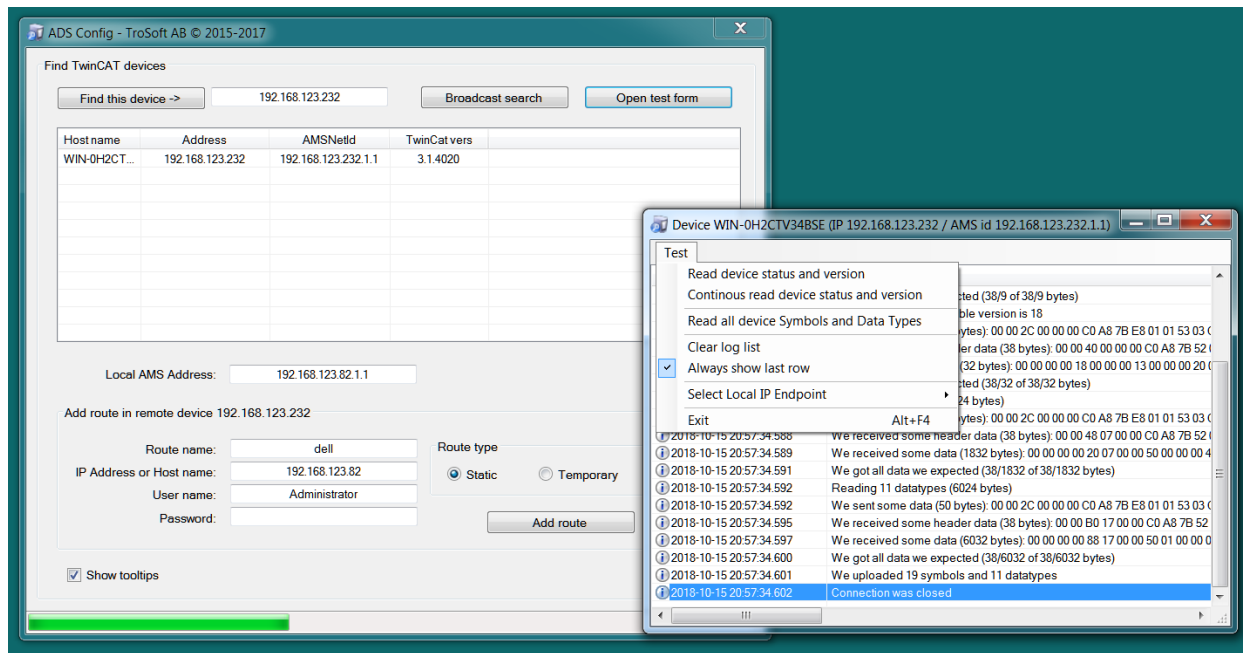 ADS Config - TroSoft AB © 2015-2017
Find TwinCAT devices
Find this device -> 192.168.123.232 Broadcast search Open test form
Host name Address AMSNetId TwinCat vers
WIN-0H2CT... 192.168.123.232 192.168.123.232.1.1 3.1.4020
Local AMS Address: 192.168.123.82.1.1
Add route in remote device 192.168.123.232
Route name: dell
IP Address or Host name: 192.168.123.82
User name: Administrator
Password:
Route type
Static Temporary
Add route
Show tooltips
Device WIN-0H2CTV34BSE (IP 192.168.123.232 / AMS id 192.168.123.232.1.1)
Test
Read device status and version
Continous read device status and version
Read all device Symbols and Data Types
Clear log list
Always show last row
Select Local IP Endpoint
Exit Alt+F4
(38/9 of 38/9 bytes)
version is 18
00 00 2C 00 00 00 C0 A8 7B E8 01 01 53 03
data (38 bytes): 00 00 40 00 00 00 C0 A8 7B 52
(32 bytes): 00 00 00 00 18 00 00 00 13 00 00 00 20
(38/32 of 38/32 bytes)
bytes)
00 00 2C 00 00 00 C0 A8 7B E8 01 01 53 03
2018-10-15 20:57:34.588 We received some header data (38 bytes): 00 00 48 07 00 00 C0 A8 7B 52
2018-10-15 20:57:34.589 We received some data (1832 bytes): 00 00 00 00 20 07 00 00 50 00 00 00 4
2018-10-15 20:57:34.591 We got all data we expected (38/1832 of 38/1832 bytes)
2018-10-15 20:57:34.592 Reading 11 datatypes (6024 bytes)
2018-10-15 20:57:34.592 We sent some data (50 bytes): 00 00 2C 00 00 00 C0 A8 7B E8 01 01 53 03
2018-10-15 20:57:34.595 We received some header data (38 bytes): 00 00 B0 17 00 00 C0 A8 7B 52
2018-10-15 20:57:34.597 We received some data (6032 bytes): 00 00 00 00 88 17 00 00 50 01 00 00 0
2018-10-15 20:57:34.600 We got all data we expected (38/6032 of 38/6032 bytes)
2018-10-15 20:57:34.601 We uploaded 19 symbols and 11 datatypes
2018-10-15 20:57:34.602 Connection was closed